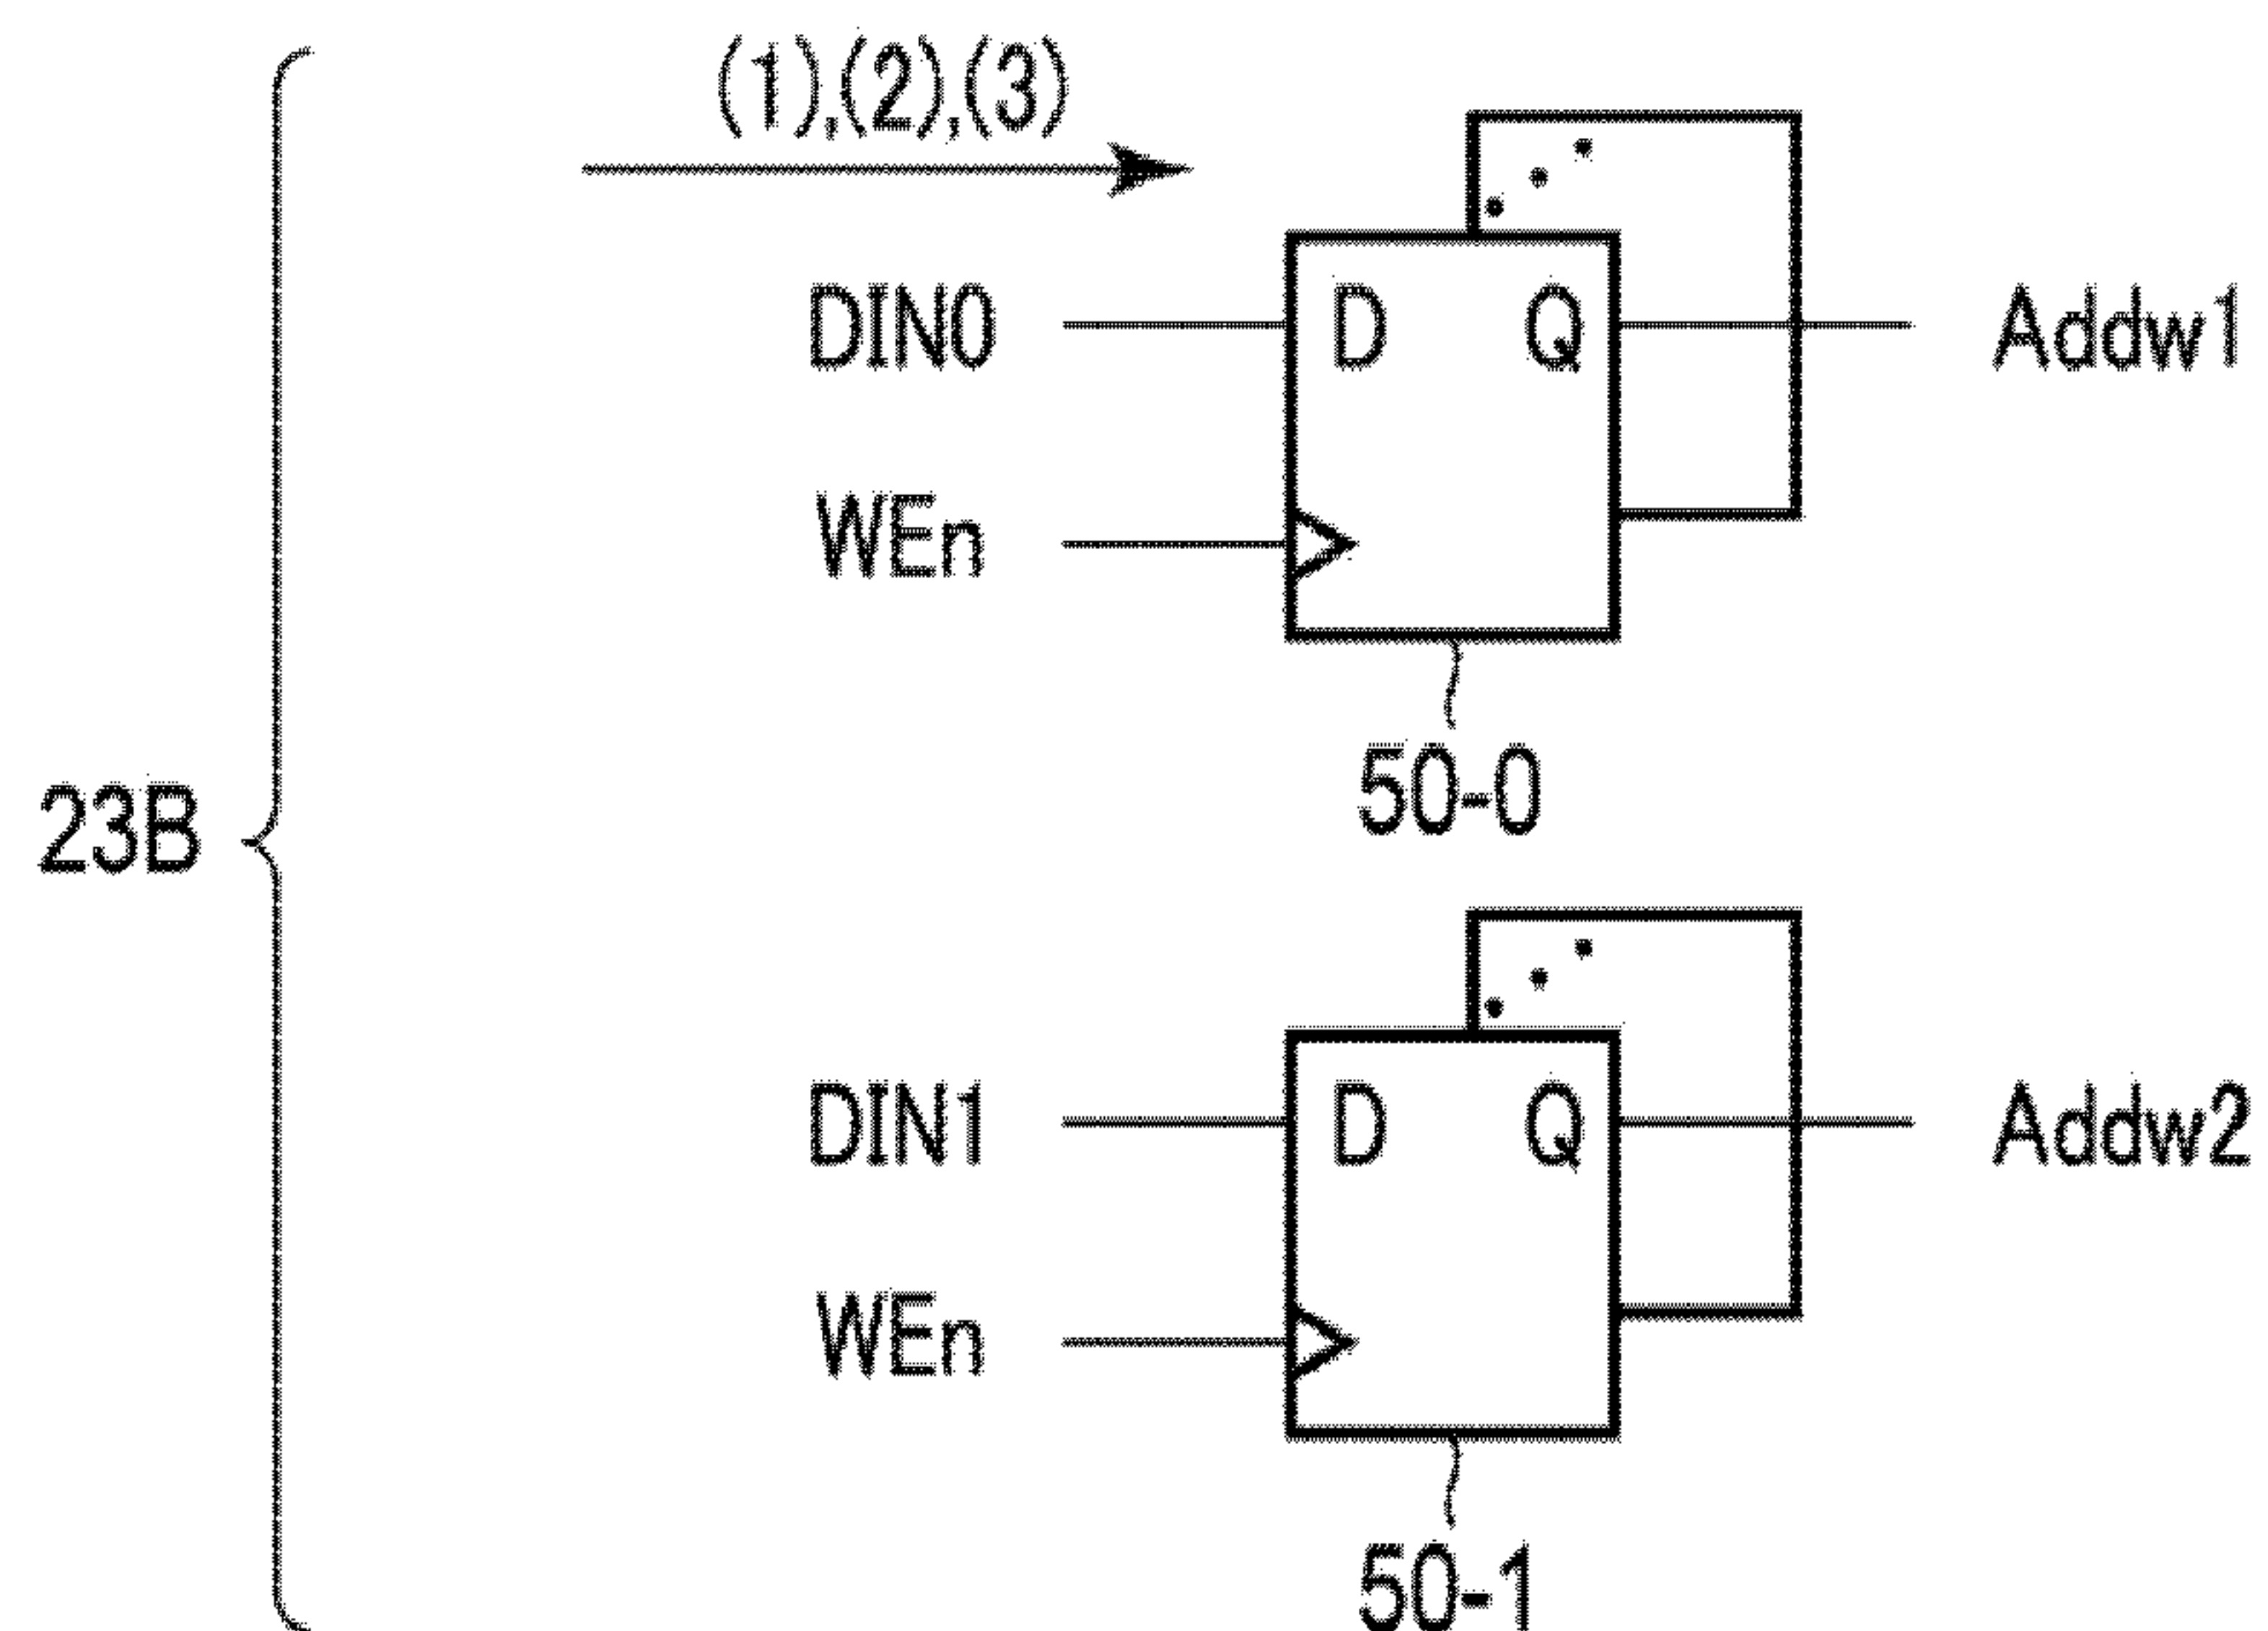 (1),(2),(3)
DIN0 D Q Addw1
WEn
50-0
23B
DIN1 D Q Addw2
WEn
50-1